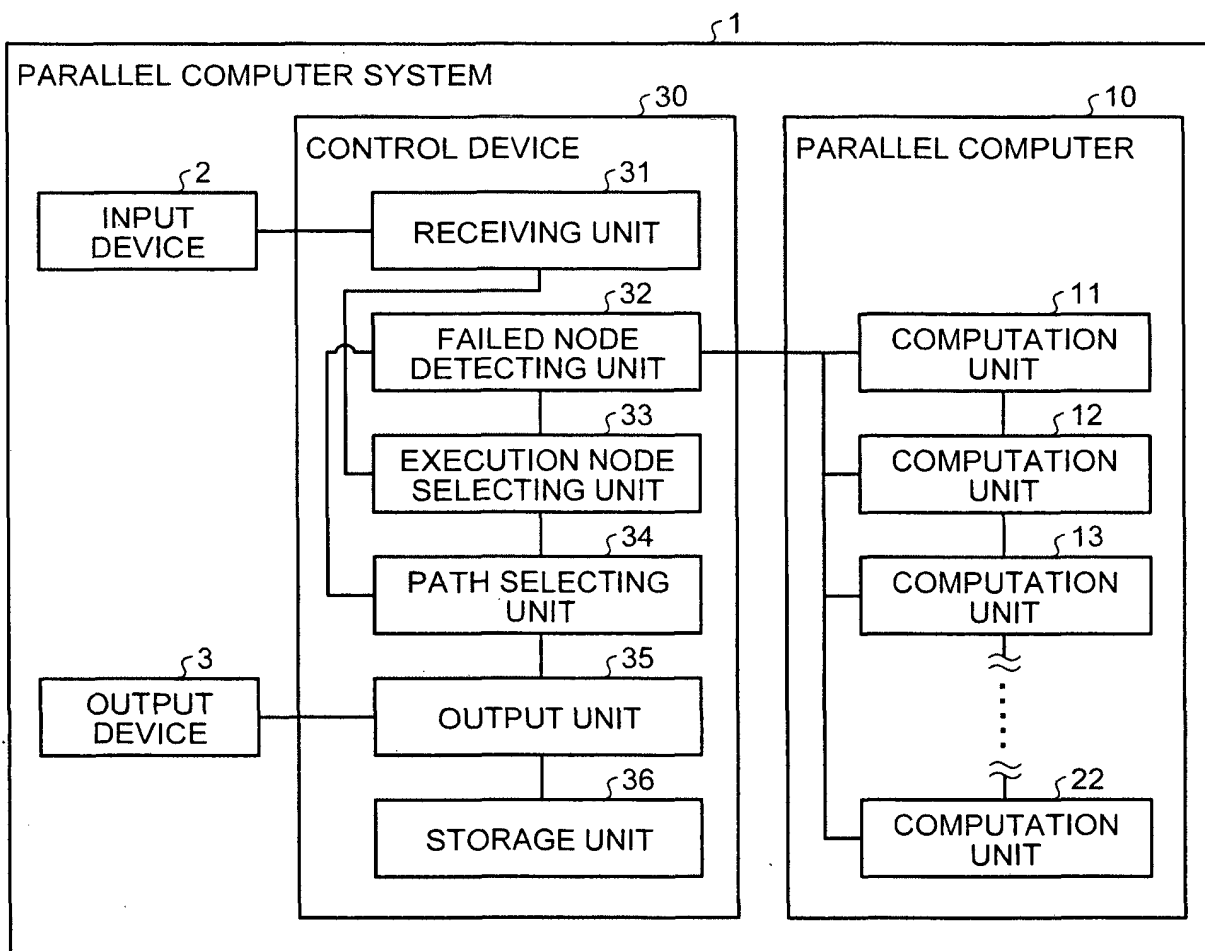 1
PARALLEL COMPUTER SYSTEM
30
CONTROL DEVICE
10
PARALLEL COMPUTER
2
INPUT
DEVICE
31
RECEIVING UNIT
32
FAILED NODE
DETECTING UNIT
11
COMPUTATION
UNIT
33
EXECUTION NODE
SELECTING UNIT
12
COMPUTATION
UNIT
34
PATH SELECTING
UNIT
13
COMPUTATION
UNIT
3
OUTPUT
DEVICE
35
OUTPUT UNIT
36
STORAGE UNIT
22
COMPUTATION
UNIT